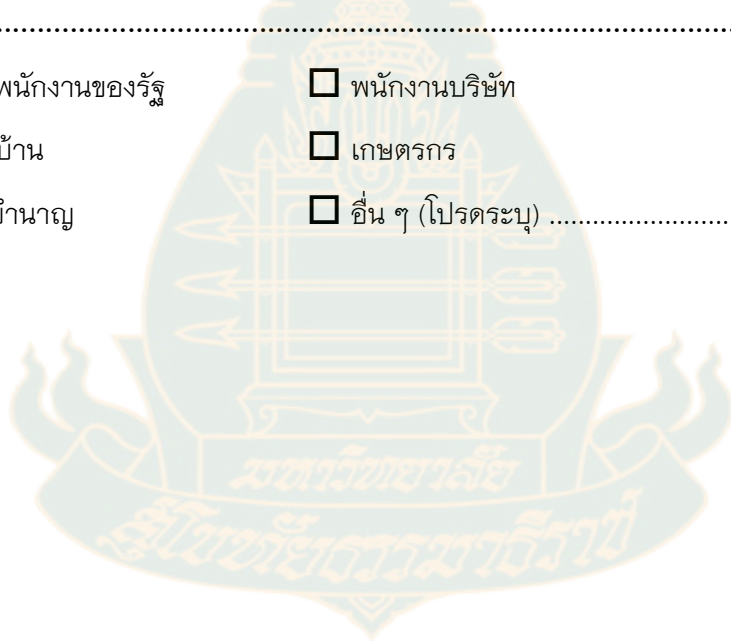 ................................................................................................
พนักงานของรัฐ ☐ พนักงานบริษัท
บ้าน ☐ เกษตรกร
บำนาญ ☐ อื่น ๆ (โปรดระบุ) .........................
มหาวิทยาลัย
สุโขทัยธรรมาธิราช